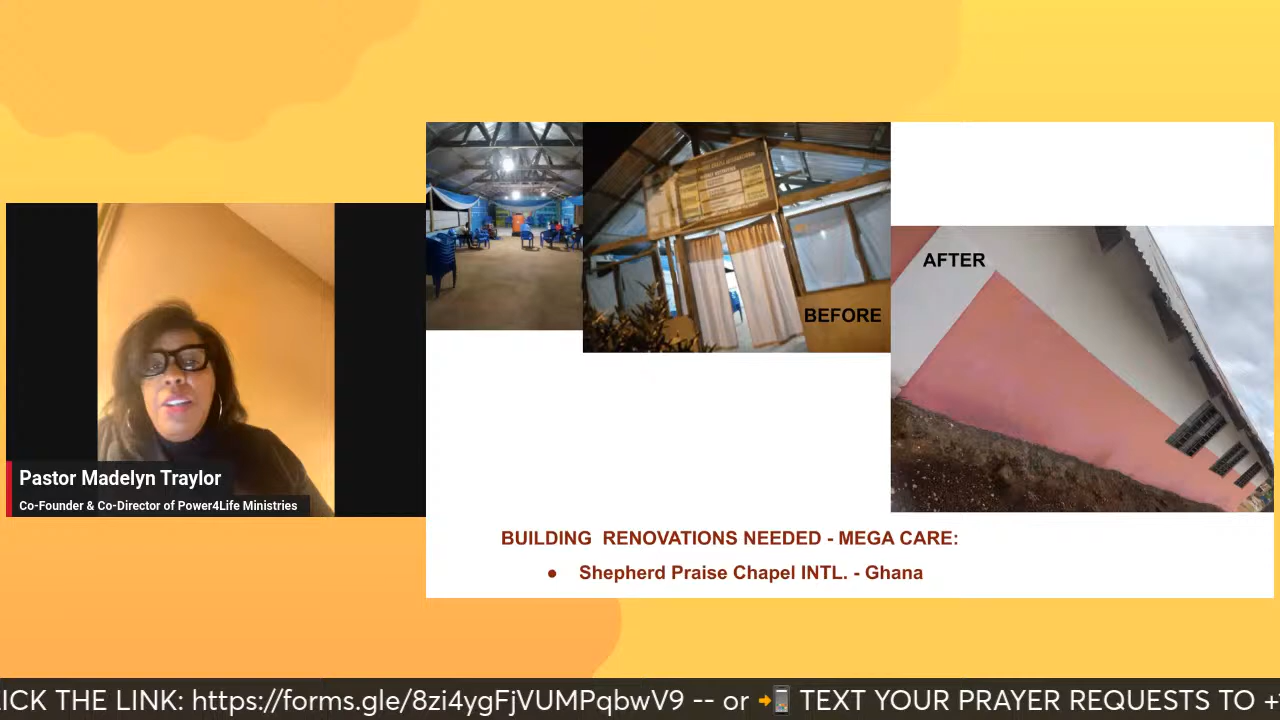 Pastor Madelyn Traylor
Co-Founder & Co-Director of Power4Life Ministries
BEFORE
AFTER
BUILDING RENOVATIONS NEEDED - MEGA CARE:
● Shepherd Praise Chapel INTL. - Ghana
ICK THE LINK: https://forms.gle/8zi4ygFjVUMPqbwV9 -- or 📲 TEXT YOUR PRAYER REQUESTS TO +